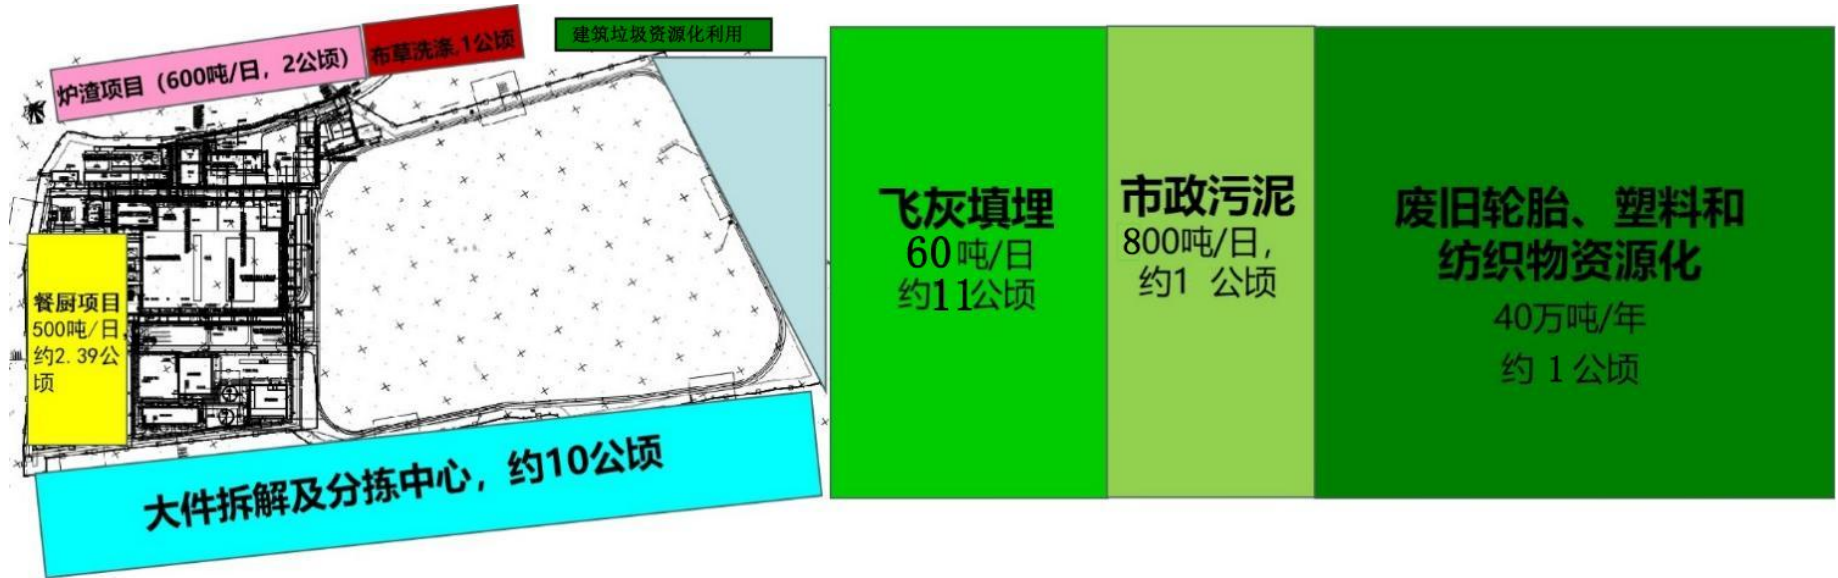 炉渣项目（600吨/日，2公顷）
布草洗涤,1公顷
建筑垃圾资源化利用
餐厨项目
500吨/日,
约2.39公
顷
大件拆解及分拣中心，约10公顷
飞灰填埋
60吨/日
约11公顷
市政污泥
800吨/日，
约1 公顷
废旧轮胎、塑料和
纺织物资源化
40万吨/年
约 1 公顷